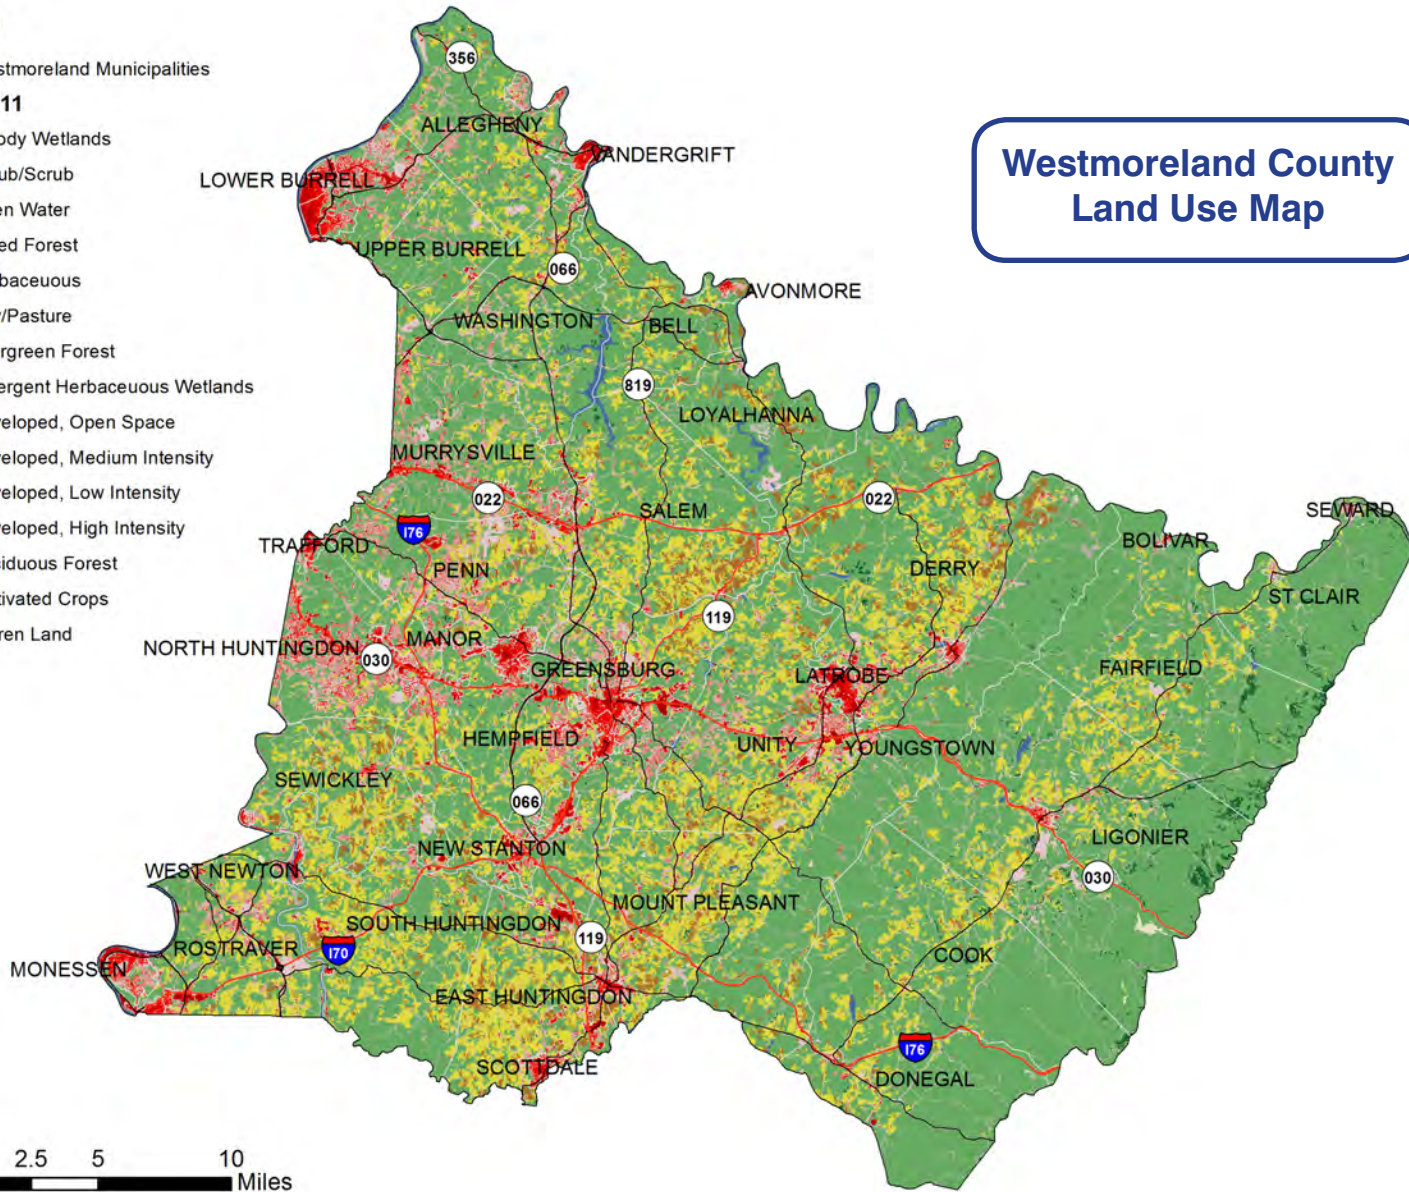 Westmoreland County
Land Use Map
stmoreland Municipalities
11
ody Wetlands
ub/Scrub
en Water
ed Forest
baceuous
/Pasture
rgreen Forest
ergent Herbaceuous Wetlands
veloped, Open Space
veloped, Medium Intensity
veloped, Low Intensity
veloped, High Intensity
iduous Forest
tivated Crops
ren Land
356
ALLEGHENY
VANDERGRIFT
LOWER BURRELL
UPPER BURRELL
066
AVONMORE
WASHINGTON
BELL
819
LOYALHANNA
MURRYSVILLE
022
022
SALEM
SEWARD
I76
TRAFFORD
BOLIVAR
PENN
DERRY
ST CLAIR
119
MANOR
NORTH HUNTINGDON
030
GREENSBURG
LATROBE
FAIRFIELD
HEMPFIELD
UNITY
YOUNGSTOWN
SEWICKLEY
066
NEW STANTON
LIGONIER
WEST NEWTON
030
MOUNT PLEASANT
SOUTH HUNTINGDON
119
ROSTRAVER
I70
COOK
MONESSEN
EAST HUNTINGDON
I76
SCOTTDALE
DONEGAL
2.5 5 10
Miles